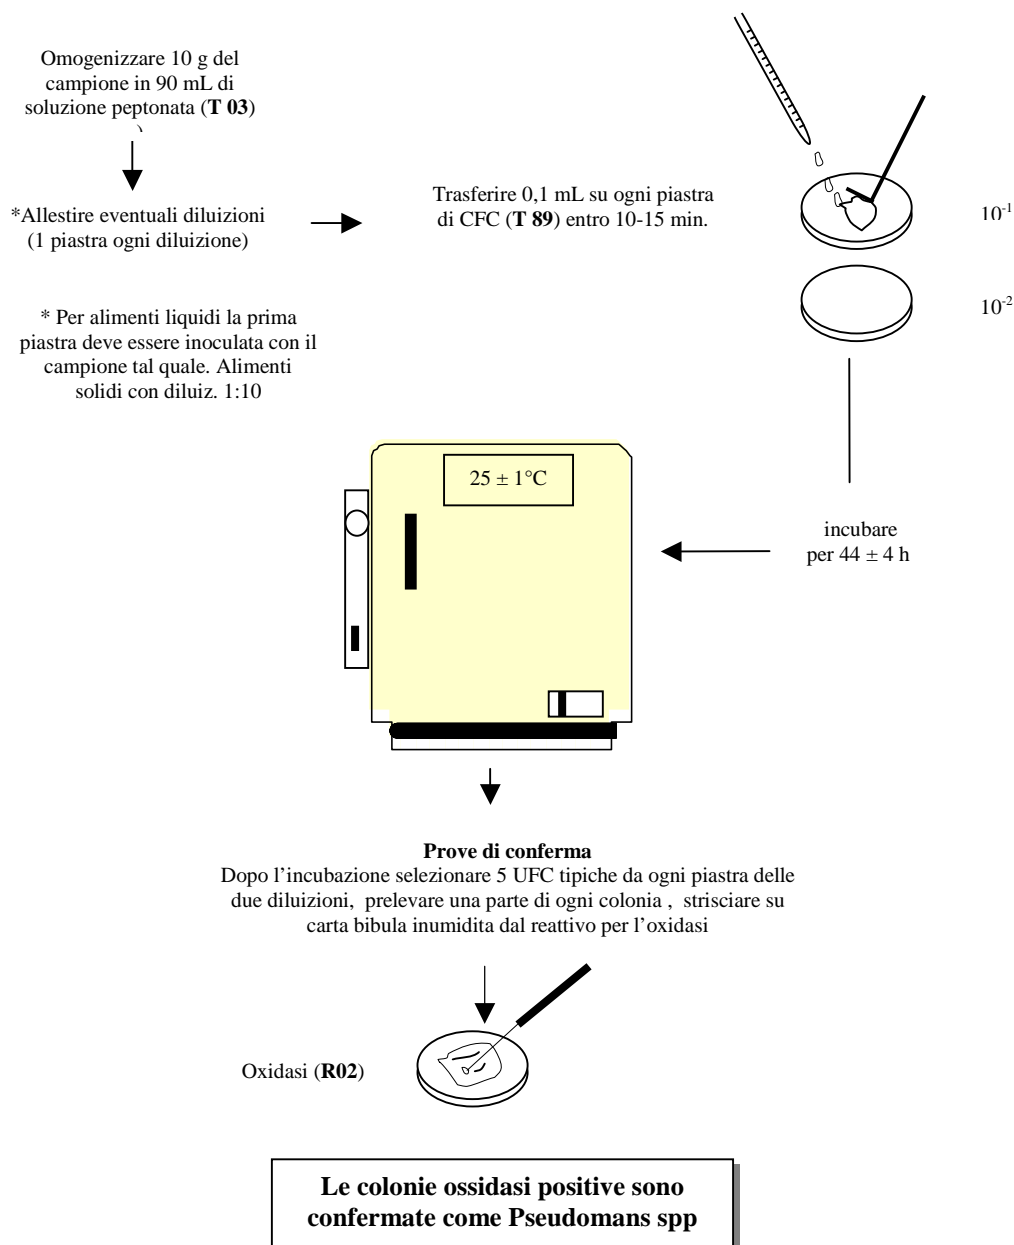 Omogenizzare 10 g del
campione in 90 mL di
soluzione peptonata (T 03)
*Allestire eventuali diluizioni
(1 piastra ogni diluizione)
Trasferire 0,1 mL su ogni piastra
di CFC (T 89) entro 10-15 min.
10-1
10-2
* Per alimenti liquidi la prima
piastra deve essere inoculata con il
campione tal quale. Alimenti
solidi con diluiz. 1:10
25 ± 1°C
incubare
per 44 ± 4 h
Prove di conferma
Dopo l’incubazione selezionare 5 UFC tipiche da ogni piastra delle
due diluizioni, prelevare una parte di ogni colonia , strisciare su
carta bibula inumidita dal reattivo per l’oxidasi
Oxidasi (R02)
Le colonie ossidasi positive sono
confermate come Pseudomans spp